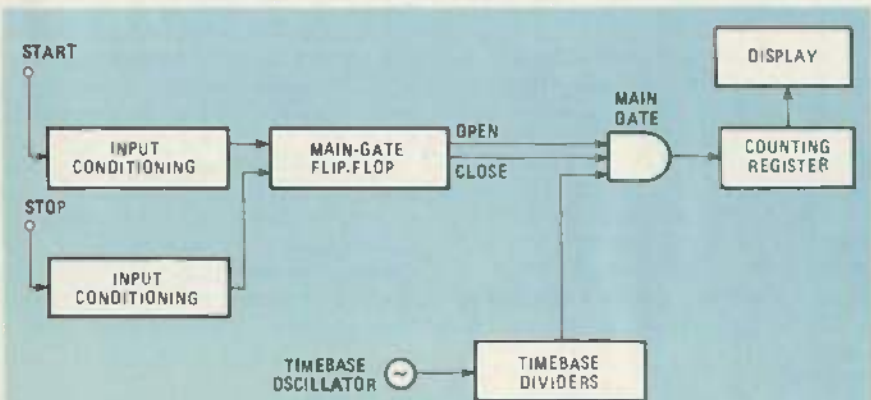 START
INPUT
CONDITIONING
STOP
INPUT
CONDITIONING
MAIN-GATE
FLIP-FLOP
OPEN
CLOSE
MAIN
GATE
COUNTING
REGISTER
DISPLAY
TIMEBASE
OSCILLATOR
TIMEBASE
DIVIDERS